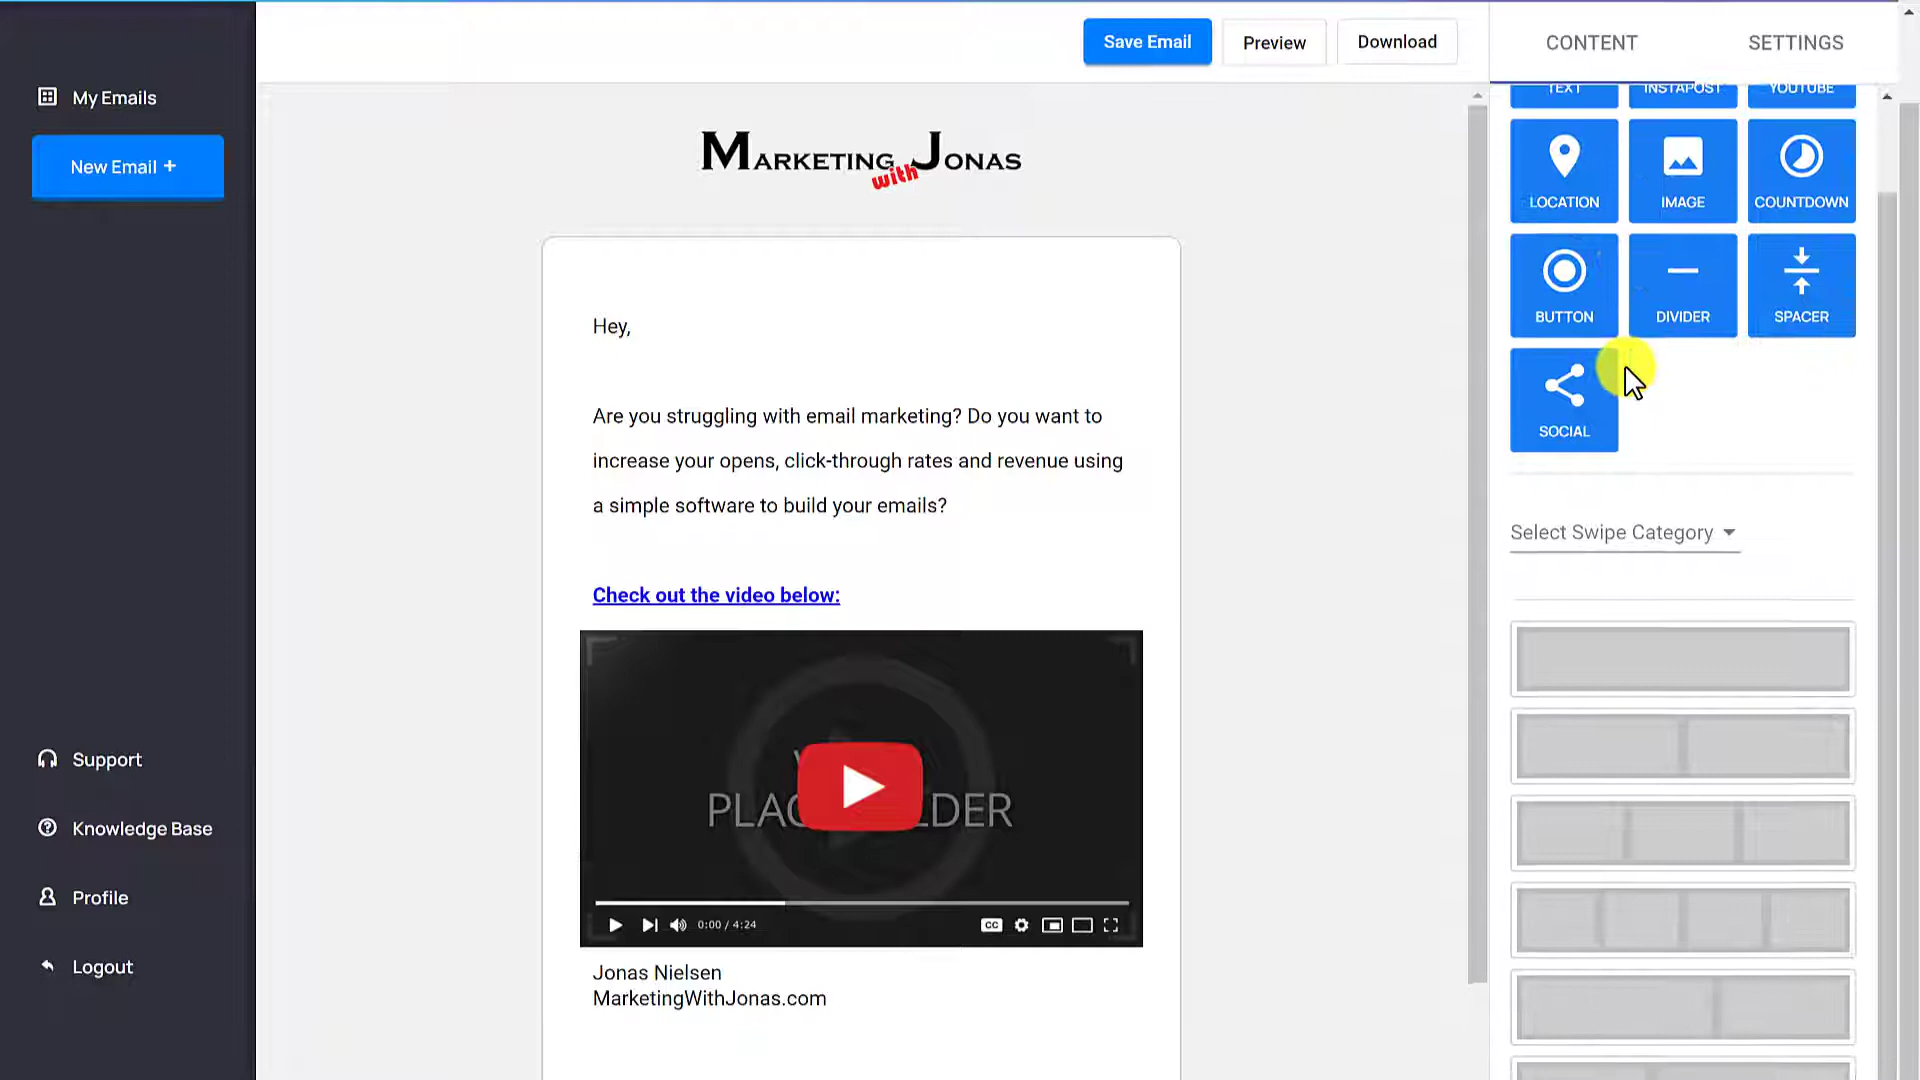 My Emails
New Email +
Support
Knowledge Base
Profile
Logout
Save Email
Preview
Download
MARKETING with JONAS
Hey,
Are you struggling with email marketing? Do you want to
increase your opens, click-through rates and revenue using
a simple software to build your emails?
Check out the video below:
0:00 / 4:24
CC
Jonas Nielsen
MarketingWithJonas.com
CONTENT
SETTINGS
TEXT
INSTAPOST
YOUTUBE
LOCATION
IMAGE
COUNTDOWN
BUTTON
DIVIDER
SPACER
SOCIAL
Select Swipe Category